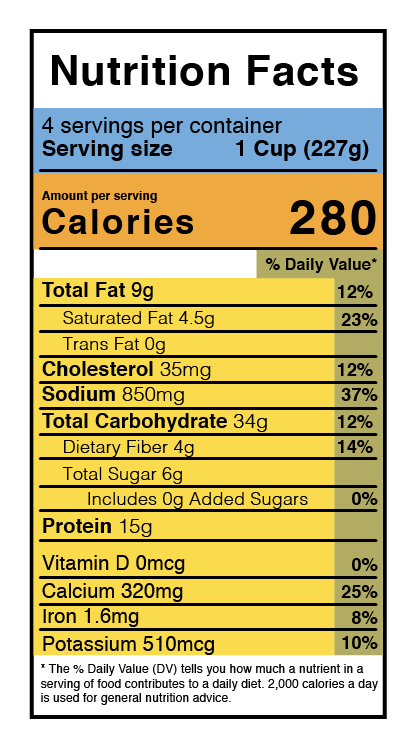 Nutrition Facts
4 servings per container
Serving size 1 Cup (227g)
Amount per serving
Calories 280
% Daily Value*
Total Fat 9g 12%
Saturated Fat 4.5g 23%
Trans Fat 0g
Cholesterol 35mg 12%
Sodium 850mg 37%
Total Carbohydrate 34g 12%
Dietary Fiber 4g 14%
Total Sugar 6g
Includes 0g Added Sugars 0%
Protein 15g
Vitamin D 0mcg 0%
Calcium 320mg 25%
Iron 1.6mg 8%
Potassium 510mcg 10%
* The % Daily Value (DV) tells you how much a nutrient in a
serving of food contributes to a daily diet. 2,000 calories a day
is used for general nutrition advice.